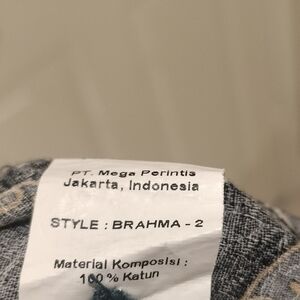 PT. Mega Perintis
Jakarta, Indonesia
STYLE : BRAHMA - 2
Material Komposisi :
100 % Katun